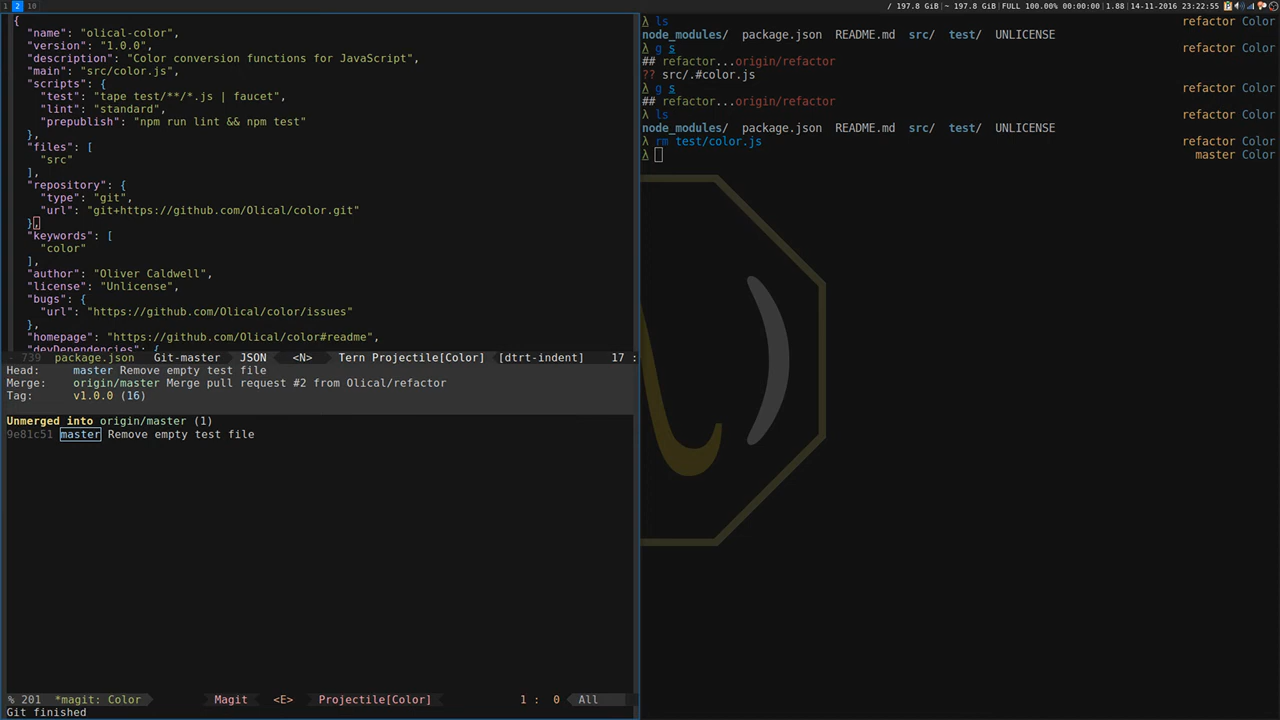 1 2 10 / 197.8 GiB|~ 197.8 GiB|FULL 100.00% 00:00:00|1.88|14-11-2016 23:22:55
{
"name": "olical-color",
"version": "1.0.0",
"description": "Color conversion functions for JavaScript",
"main": "src/color.js",
"scripts": {
"test": "tape test/**/*.js | faucet",
"lint": "standard",
"prepublish": "npm run lint && npm test"
},
"files": [
"src"
],
"repository": {
"type": "git",
"url": "git+https://github.com/Olical/color.git"
},
"keywords": [
"color"
],
"author": "Oliver Caldwell",
"license": "Unlicense",
"bugs": {
"url": "https://github.com/Olical/color/issues"
},
"homepage": "https://github.com/Olical/color#readme",
"devDependencies": {
- 739 package.json Git-master JSON <N> Tern Projectile[Color] [dtrt-indent] 17 :
Head: master Remove empty test file
Merge: origin/master Merge pull request #2 from Olical/refactor
Tag: v1.0.0 (16)
Unmerged into origin/master (1)
9e81c51 master Remove empty test file
% 201 *magit: Color Magit <E> Projectile[Color] 1 : 0 All
Git finished
λ ls refactor Color
node_modules/ package.json README.md src/ test/ UNLICENSE
λ g s refactor Color
## refactor...origin/refactor
?? src/.#color.js
λ g s refactor Color
## refactor...origin/refactor
λ ls refactor Color
node_modules/ package.json README.md src/ test/ UNLICENSE
λ rm test/color.js refactor Color
λ master Color